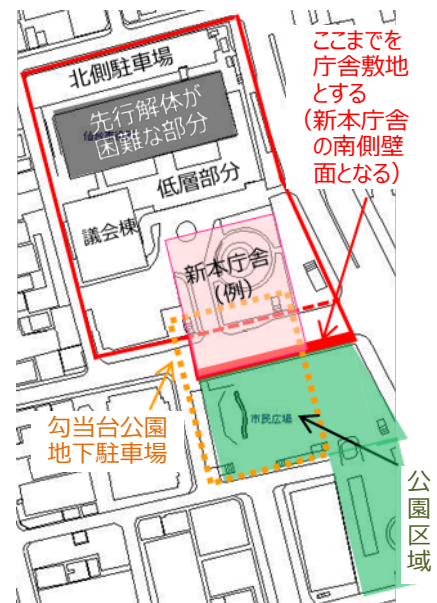 ここまでを
庁舎敷地
とする
（新本庁舎
の南側壁
面となる）
北側駐車場
先行解体が
困難な部分
低層部分
議会棟
新本庁舎
（例）
勾当台公園
地下駐車場
市民広場
公園区域